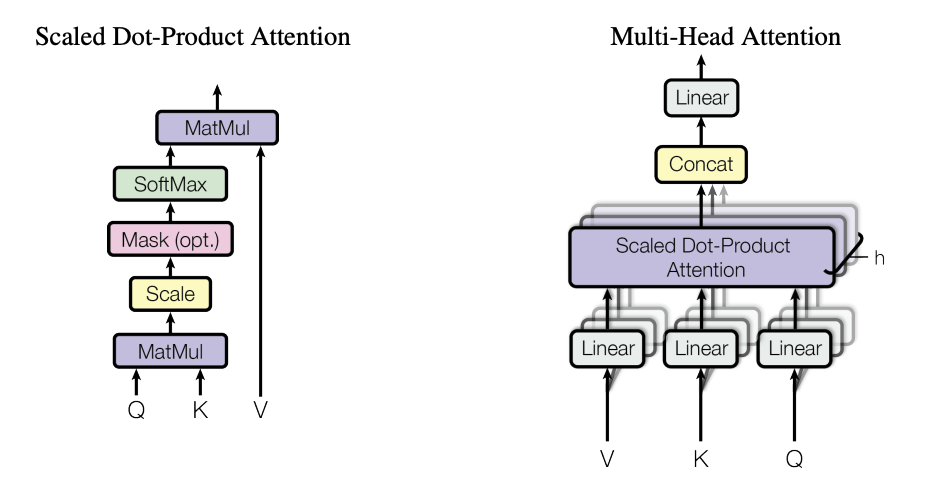 Scaled Dot-Product Attention
MatMul
SoftMax
Mask (opt.)
Scale
MatMul
Q K V
Multi-Head Attention
Linear
Concat
Scaled Dot-Product
Attention
h
Linear Linear Linear
V K Q